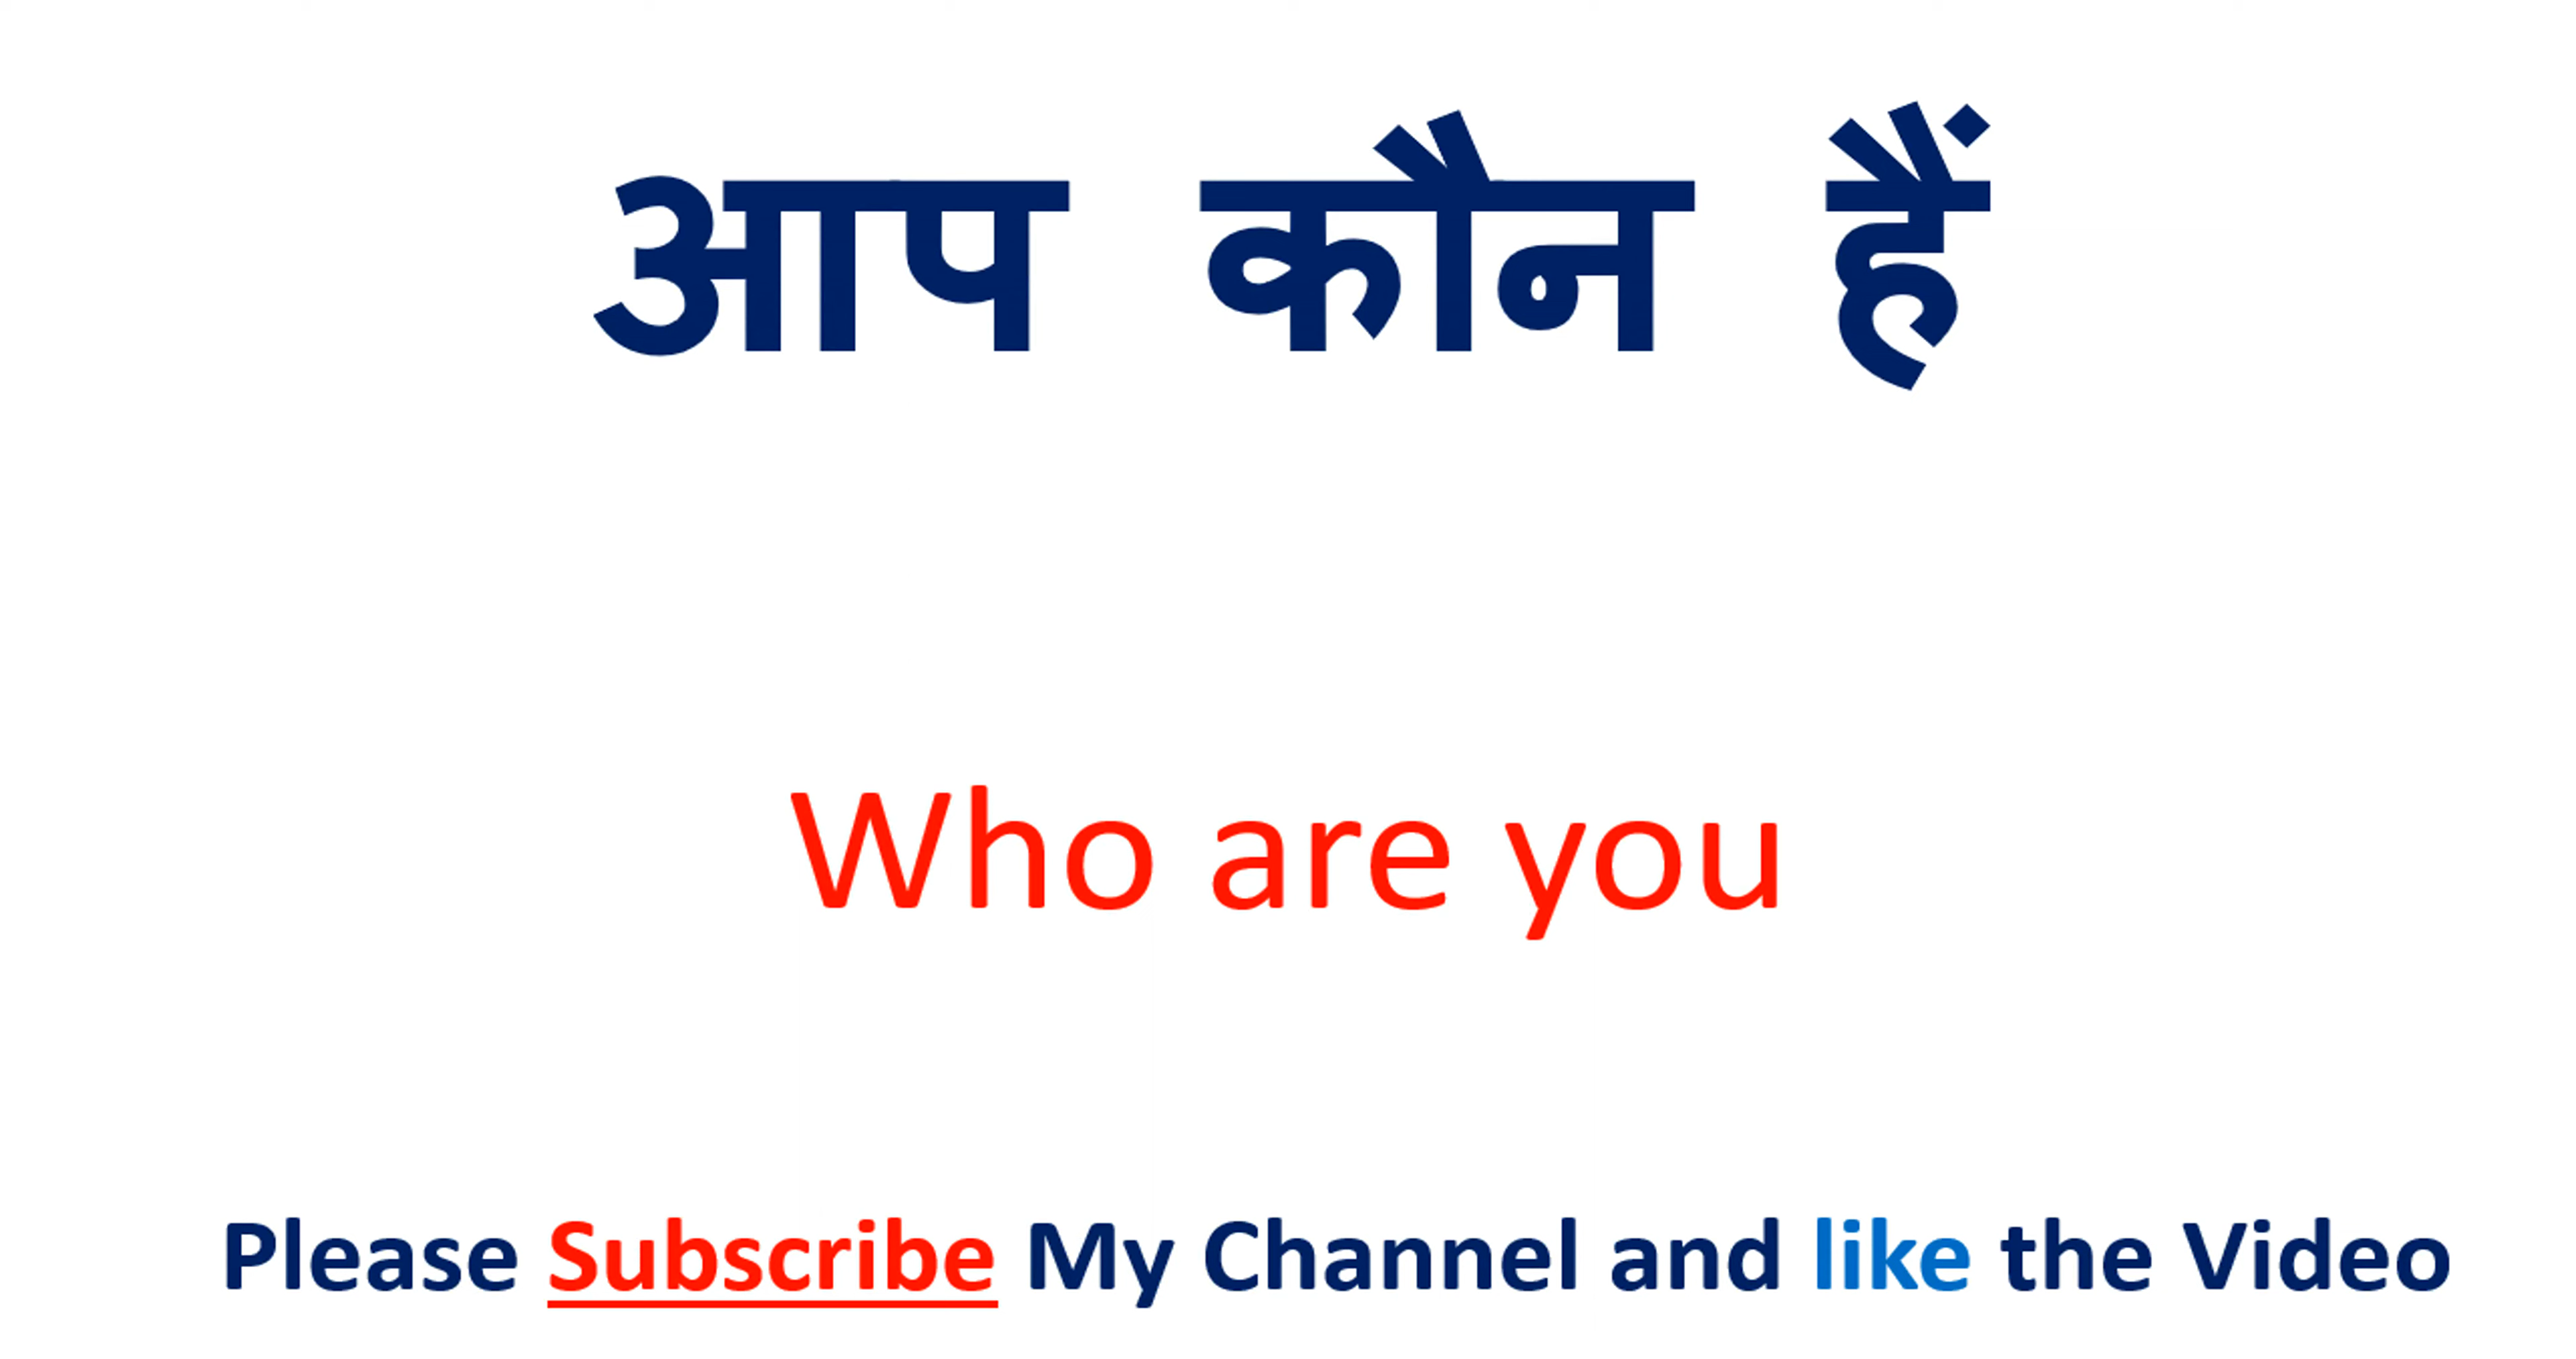 आप कौन हैं
Who are you
Please Subscribe My Channel and like the Video